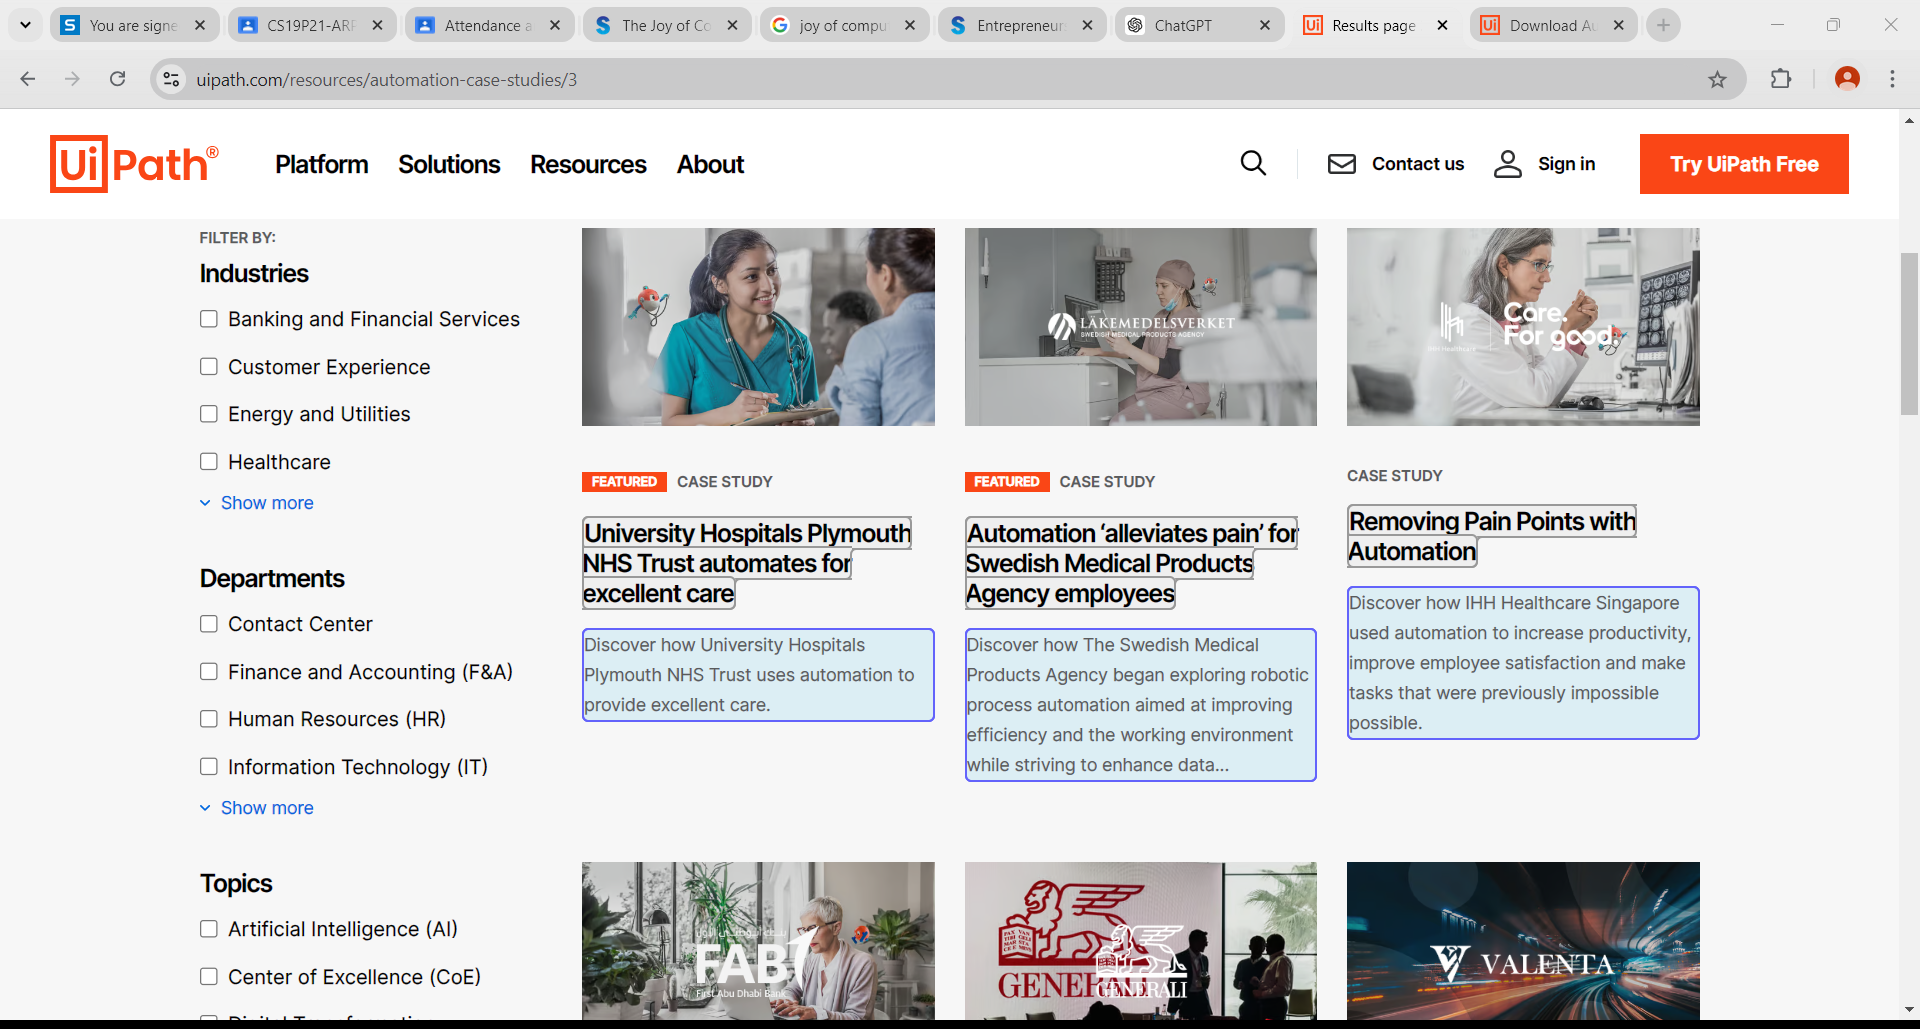 You are signe
CS19P21-ARP
Attendance a
The Joy of Co
joy of compu
Entrepreneur
ChatGPT
Results page
Download Au
uipath.com/resources/automation-case-studies/3
UiPath®
Platform
Solutions
Resources
About
Contact us
Sign in
Try UiPath Free
FILTER BY:
Industries
Banking and Financial Services
Customer Experience
Energy and Utilities
Healthcare
Show more
Departments
Contact Center
Finance and Accounting (F&A)
Human Resources (HR)
Information Technology (IT)
Show more
Topics
Artificial Intelligence (AI)
Center of Excellence (CoE)
FEATURED CASE STUDY
University Hospitals Plymouth
NHS Trust automates for
excellent care
Discover how University Hospitals
Plymouth NHS Trust uses automation to
provide excellent care.
LÄKEMEDELSVERKET
SWEDISH MEDICAL PRODUCTS AGENCY
FEATURED CASE STUDY
Automation ‘alleviates pain’ for
Swedish Medical Products
Agency employees
Discover how The Swedish Medical
Products Agency began exploring robotic
process automation aimed at improving
efficiency and the working environment
while striving to enhance data...
IHH Healthcare
Care.
For good.
CASE STUDY
Removing Pain Points with
Automation
Discover how IHH Healthcare Singapore
used automation to increase productivity,
improve employee satisfaction and make
tasks that were previously impossible
possible.
FAB
First Abu Dhabi Bank
GENERALI
VALENTA